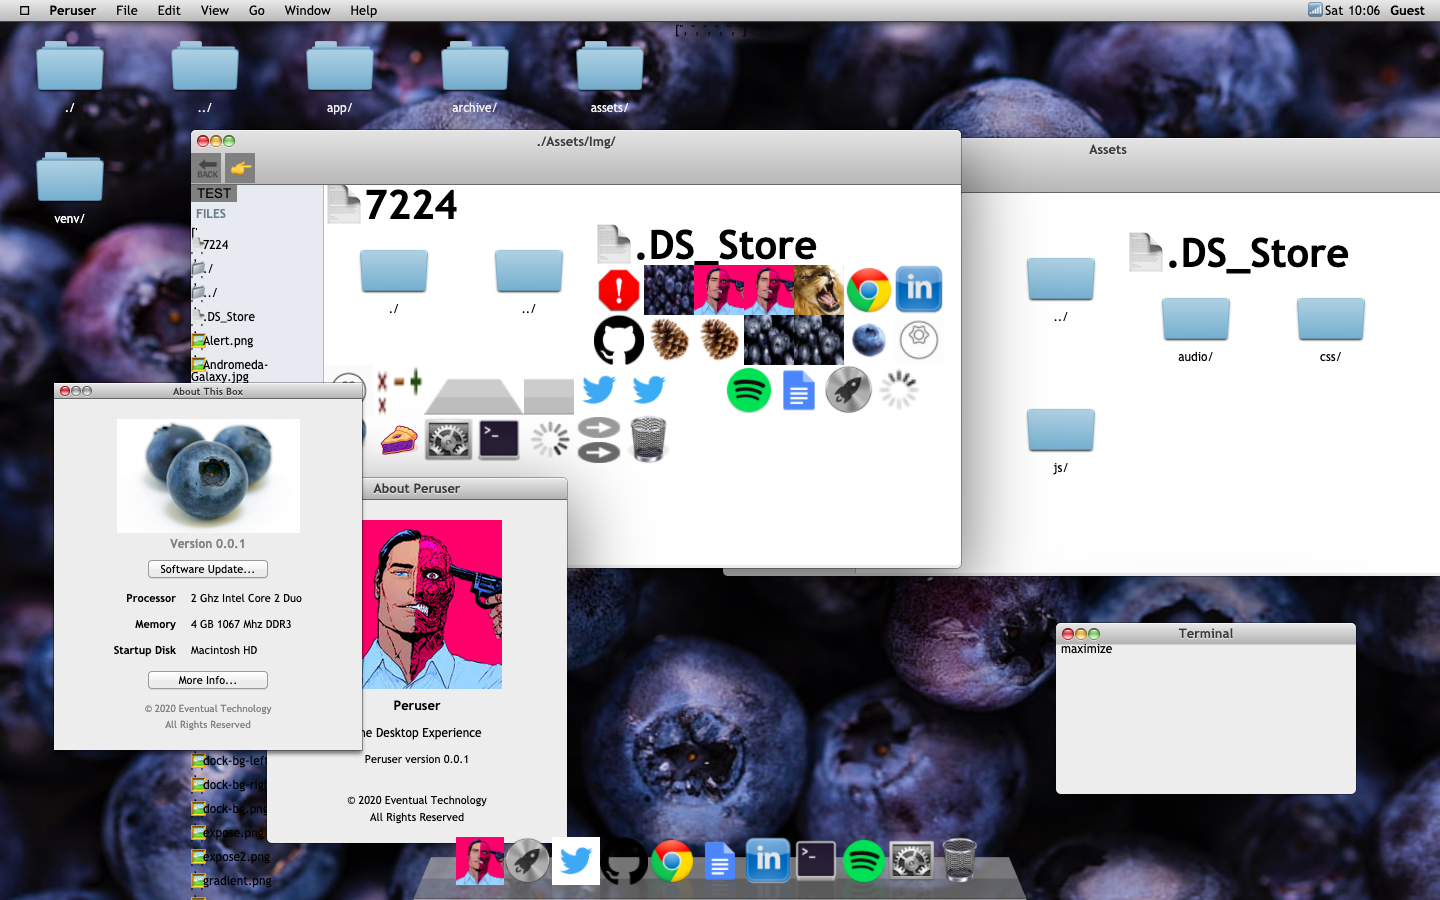 Peruser File Edit View Go Window Help
Sat 10:06 Guest
[', ', ', ', ', ']
./
../
app/
archive/
assets/
venv/
./Assets/Img/
BACK
TEST
FILES
['
7224
./
../
.DS_Store
Alert.png
Andromeda-
Galaxy.jpg
7224
./
../
.DS_Store
Assets
../
.DS_Store
audio/
css/
js/
About This Box
Version 0.0.1
Software Update...
Processor 2 Ghz Intel Core 2 Duo
Memory 4 GB 1067 Mhz DDR3
Startup Disk Macintosh HD
More Info...
© 2020 Eventual Technology
All Rights Reserved
About Peruser
Peruser
he Desktop Experience
Peruser version 0.0.1
© 2020 Eventual Technology
All Rights Reserved
Terminal
maximize
dock-bg-left
dock-bg-rig
dock-bg.png
expose.png
expose2.png
gradient.png